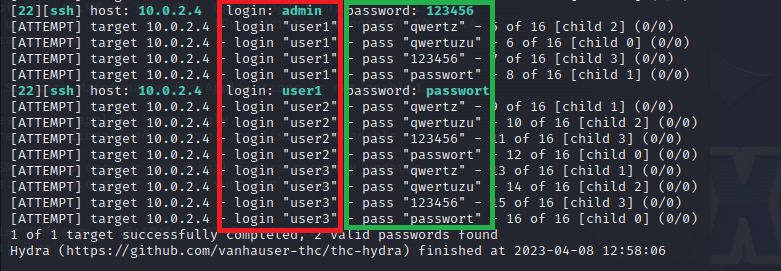 [22][ssh] host: 10.0.2.4 login: admin password: 123456
[ATTEMPT] target 10.0.2.4 - login "user1" - pass "qwertz" - 5 of 16 [child 2] (0/0)
[ATTEMPT] target 10.0.2.4 - login "user1" - pass "qwertuzu" - 6 of 16 [child 0] (0/0)
[ATTEMPT] target 10.0.2.4 - login "user1" - pass "123456" - 7 of 16 [child 3] (0/0)
[ATTEMPT] target 10.0.2.4 - login "user1" - pass "passwort" - 8 of 16 [child 1] (0/0)
[22][ssh] host: 10.0.2.4 login: user1 password: passwort
[ATTEMPT] target 10.0.2.4 - login "user2" - pass "qwertz" - 9 of 16 [child 1] (0/0)
[ATTEMPT] target 10.0.2.4 - login "user2" - pass "qwertuzu" - 10 of 16 [child 2] (0/0)
[ATTEMPT] target 10.0.2.4 - login "user2" - pass "123456" - 11 of 16 [child 3] (0/0)
[ATTEMPT] target 10.0.2.4 - login "user2" - pass "passwort" - 12 of 16 [child 0] (0/0)
[ATTEMPT] target 10.0.2.4 - login "user3" - pass "qwertz" - 13 of 16 [child 1] (0/0)
[ATTEMPT] target 10.0.2.4 - login "user3" - pass "qwertuzu" - 14 of 16 [child 2] (0/0)
[ATTEMPT] target 10.0.2.4 - login "user3" - pass "123456" - 15 of 16 [child 3] (0/0)
[ATTEMPT] target 10.0.2.4 - login "user3" - pass "passwort" - 16 of 16 [child 0] (0/0)
1 of 1 target successfully completed, 2 valid passwords found
Hydra (https://github.com/vanhauser-thc/thc-hydra) finished at 2023-04-08 12:58:06